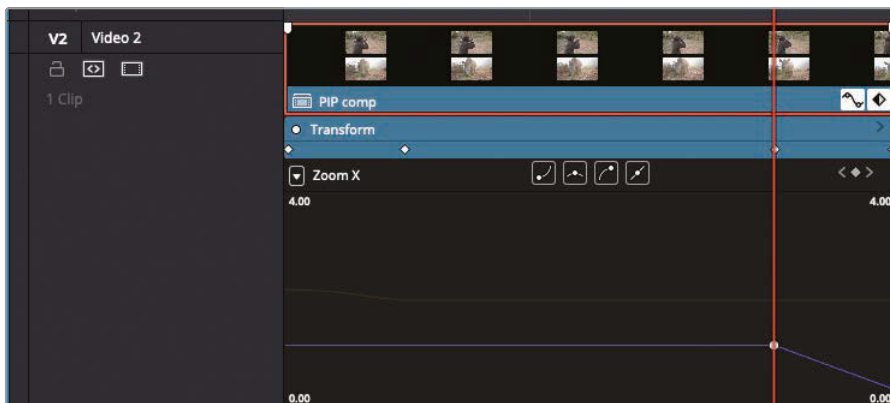 V2 Video 2
1 Clip
PIP comp
Transform
Zoom X
4.00 4.00
0.00 0.00